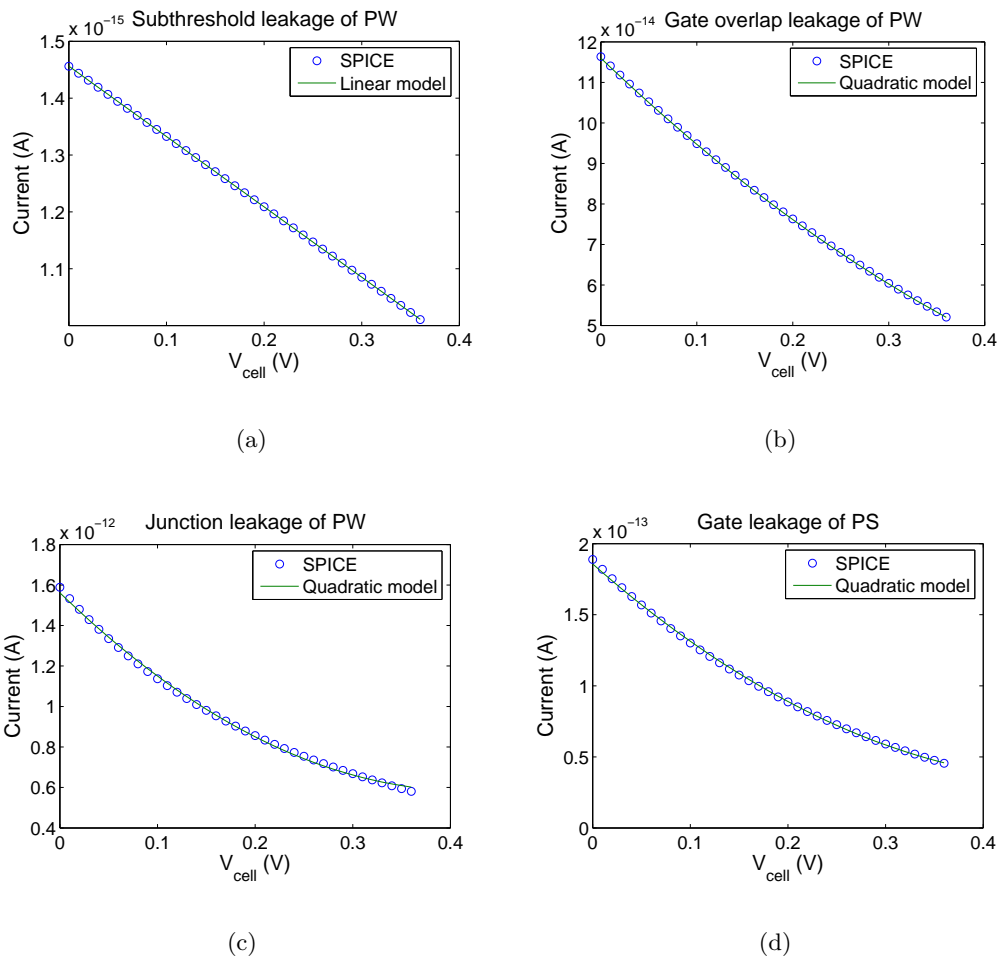 x 10⁻¹⁵ Subthreshold leakage of PW
SPICE
Linear model
1.5
1.4
1.3
1.2
1.1
Current (A)
0 0.1 0.2 0.3 0.4
V_cell (V)
(a)
x 10⁻¹⁴ Gate overlap leakage of PW
SPICE
Quadratic model
12
11
10
9
8
7
6
5
Current (A)
0 0.1 0.2 0.3 0.4
V_cell (V)
(b)
x 10⁻¹² Junction leakage of PW
SPICE
Quadratic model
1.8
1.6
1.4
1.2
1
0.8
0.6
0.4
Current (A)
0 0.1 0.2 0.3 0.4
V_cell (V)
(c)
x 10⁻¹³ Gate leakage of PS
SPICE
Quadratic model
2
1.5
1
0.5
0
Current (A)
0 0.1 0.2 0.3 0.4
V_cell (V)
(d)